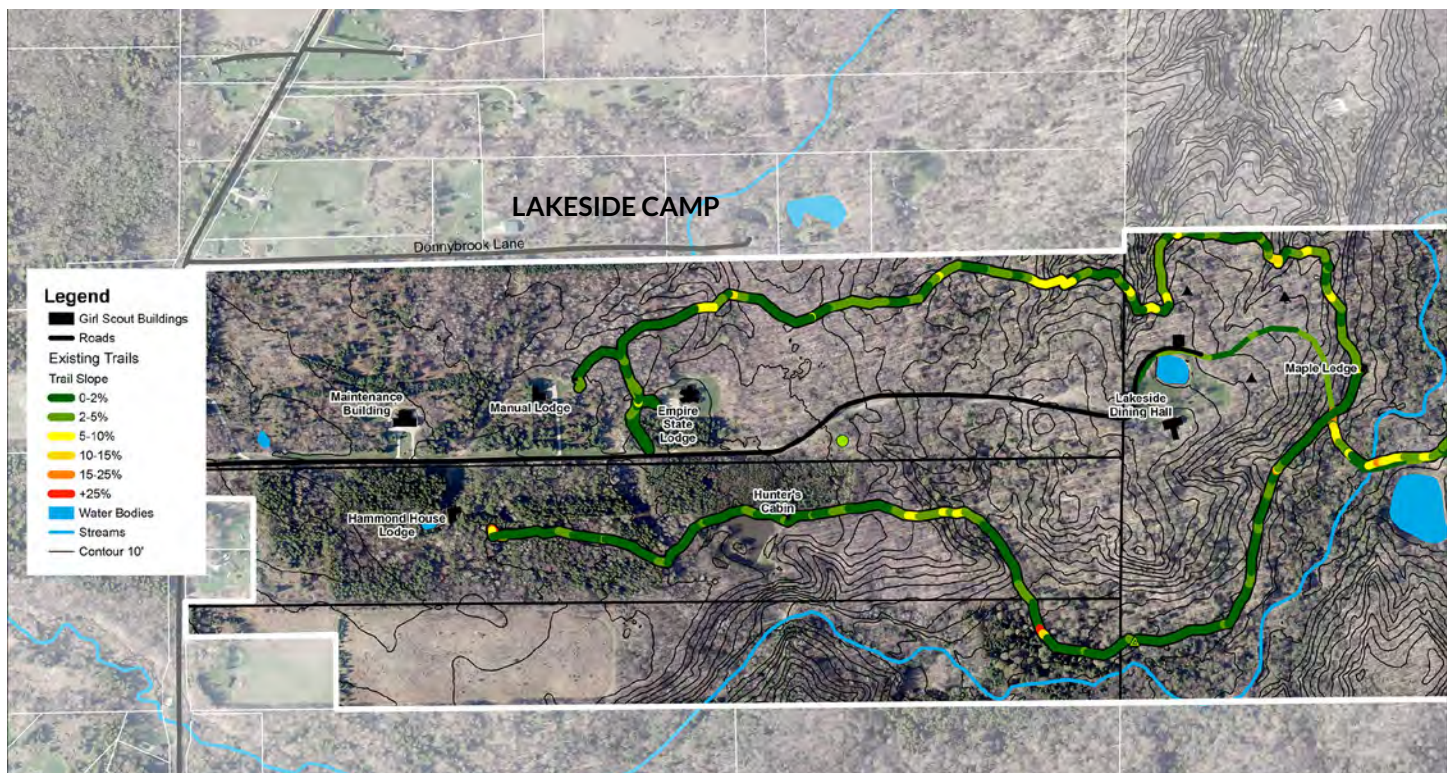 LAKESIDE CAMP
Donnybrook Lane
Legend
Girl Scout Buildings
Roads
Existing Trails
Trail Slope
0-2%
2-5%
5-10%
10-15%
15-25%
+25%
Water Bodies
Streams
Contour 10'
Maintenance
Building
Manual Lodge
Empire
State
Lodge
Lakeside
Dining Hall
Maple Ledge
Hammond House
Lodge
Hunter's
Cabin